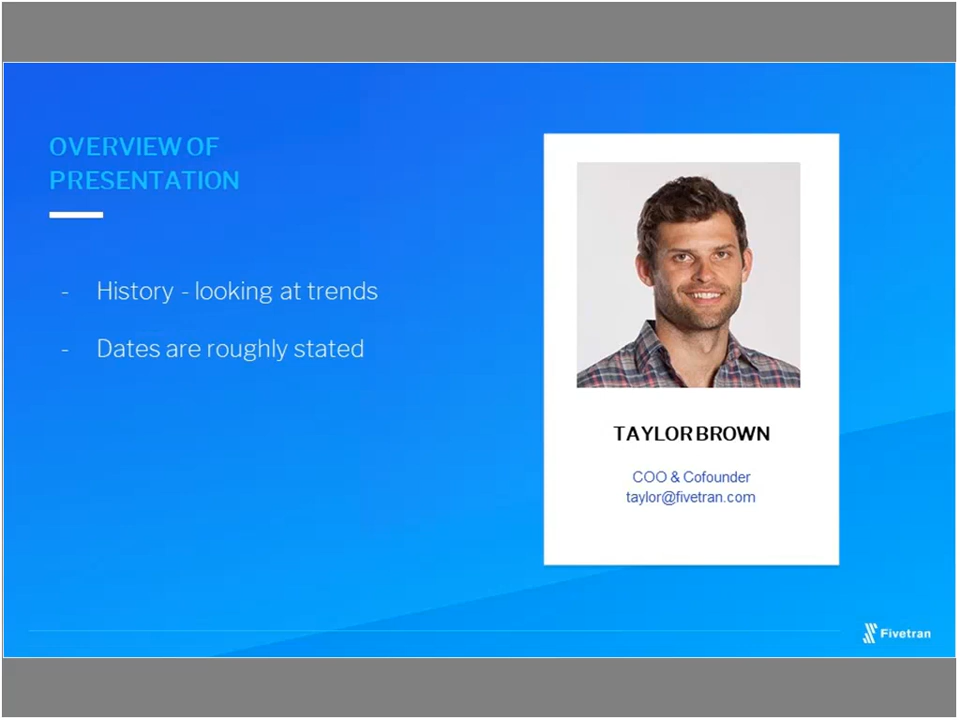 OVERVIEW OF
PRESENTATION
- History - looking at trends
- Dates are roughly stated
TAYLOR BROWN
COO & Cofounder
taylor@fivetran.com
Fivetran